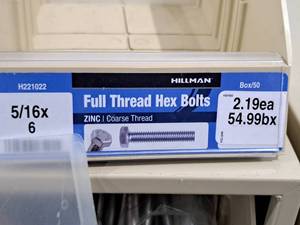 HILLMAN
H221022
Box/50
Full Thread Hex Bolts
5/16x
6
ZINC | Coarse Thread
2.19ea
54.99bx